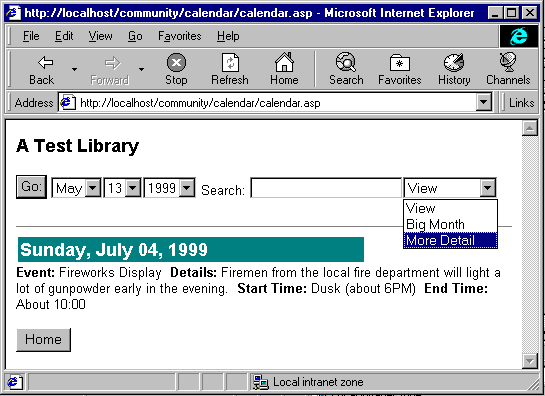 http://localhost/community/calendar/calendar.asp - Microsoft Internet Explorer
File Edit View Go Favorites Help
Back Forward Stop Refresh Home Search Favorites History Channels
Address http://localhost/community/calendar/calendar.asp Links
A Test Library
Go: May 13 1999 Search: View
View
Big Month
More Detail
Sunday, July 04, 1999
Event: Fireworks Display Details: Firemen from the local fire department will light a
lot of gunpowder early in the evening. Start Time: Dusk (about 6PM) End Time:
About 10:00
Home
Local intranet zone